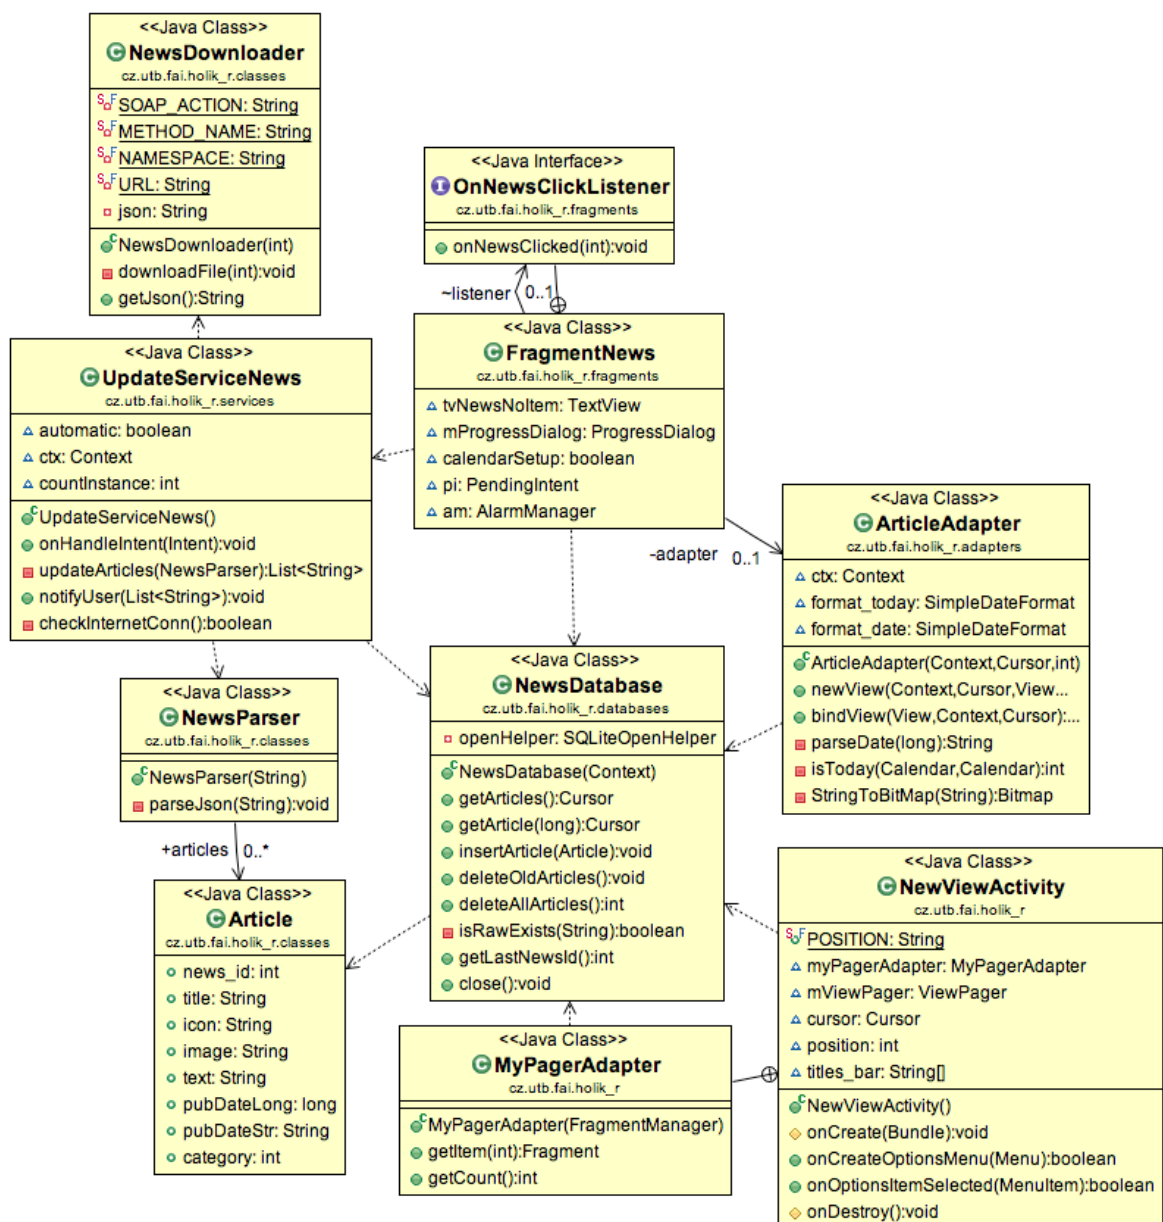 <<Java Class>>
NewsDownloader
cz.utb.fai.holik_r.classes
SOAP_ACTION: String
METHOD_NAME: String
NAMESPACE: String
URL: String
json: String
NewsDownloader(int)
downloadFile(int):void
getJson():String
<<Java Interface>>
OnNewsClickListener
cz.utb.fai.holik_r.fragments
onNewsClicked(int):void
~listener
0..1
<<Java Class>>
UpdateServiceNews
cz.utb.fai.holik_r.services
automatic: boolean
ctx: Context
countInstance: int
UpdateServiceNews()
onHandleIntent(Intent):void
updateArticles(NewsParser):List<String>
notifyUser(List<String>):void
checkInternetConn():boolean
<<Java Class>>
FragmentNews
cz.utb.fai.holik_r.fragments
tvNewsNoItem: TextView
mProgressDialog: ProgressDialog
calendarSetup: boolean
pi: PendingIntent
am: AlarmManager
-adapter
0..1
<<Java Class>>
ArticleAdapter
cz.utb.fai.holik_r.adapters
ctx: Context
format_today: SimpleDateFormat
format_date: SimpleDateFormat
ArticleAdapter(Context,Cursor,int)
newView(Context,Cursor,View...
bindView(View,Context,Cursor):...
parseDate(long):String
isToday(Calendar,Calendar):int
StringToBitMap(String):Bitmap
<<Java Class>>
NewsParser
cz.utb.fai.holik_r.classes
NewsParser(String)
parseJson(String):void
+articles
0..*
<<Java Class>>
NewsDatabase
cz.utb.fai.holik_r.databases
openHelper: SQLiteOpenHelper
NewsDatabase(Context)
getArticles():Cursor
getArticle(long):Cursor
insertArticle(Article):void
deleteOldArticles():void
deleteAllArticles():int
isRawExists(String):boolean
getLastNewsId():int
close():void
<<Java Class>>
Article
cz.utb.fai.holik_r.classes
news_id: int
title: String
icon: String
image: String
text: String
pubDateLong: long
pubDateStr: String
category: int
<<Java Class>>
MyPagerAdapter
cz.utb.fai.holik_r
MyPagerAdapter(FragmentManager)
getItem(int):Fragment
getCount():int
<<Java Class>>
NewViewActivity
cz.utb.fai.holik_r
POSITION: String
myPagerAdapter: MyPagerAdapter
mViewPager: ViewPager
cursor: Cursor
position: int
titles_bar: String[]
NewViewActivity()
onCreate(Bundle):void
onCreateOptionsMenu(Menu):boolean
onOptionsItemSelected(MenuItem):boolean
onDestroy():void